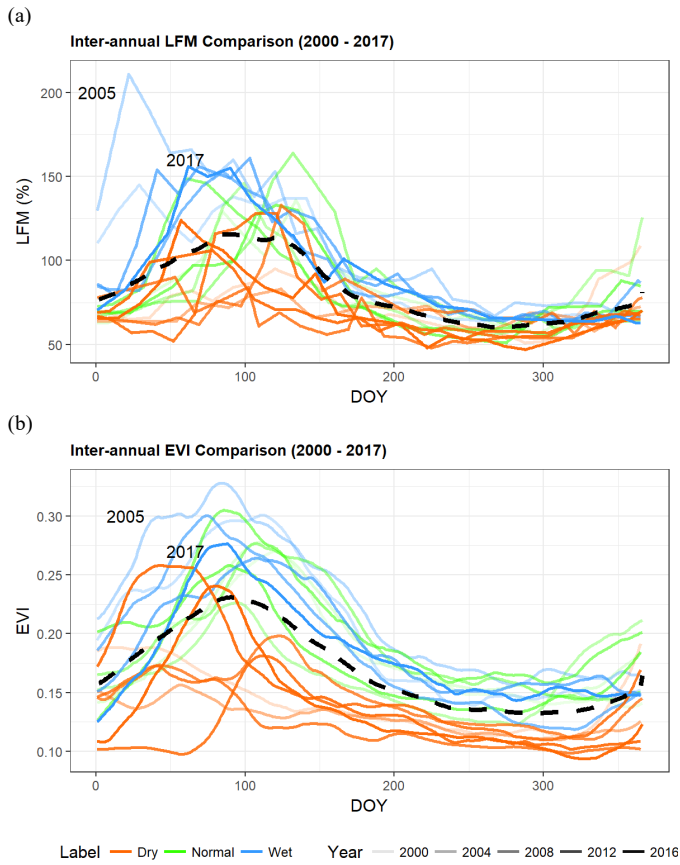 (a)
Inter-annual LFM Comparison (2000 - 2017)
200
2005
2017
150
LFM (%)
100
50
0
100
200
300
DOY
(b)
Inter-annual EVI Comparison (2000 - 2017)
0.30
2005
2017
0.25
EVI
0.20
0.15
0.10
0
100
200
300
DOY
Label Dry Normal Wet Year 2000 2004 2008 2012 2016